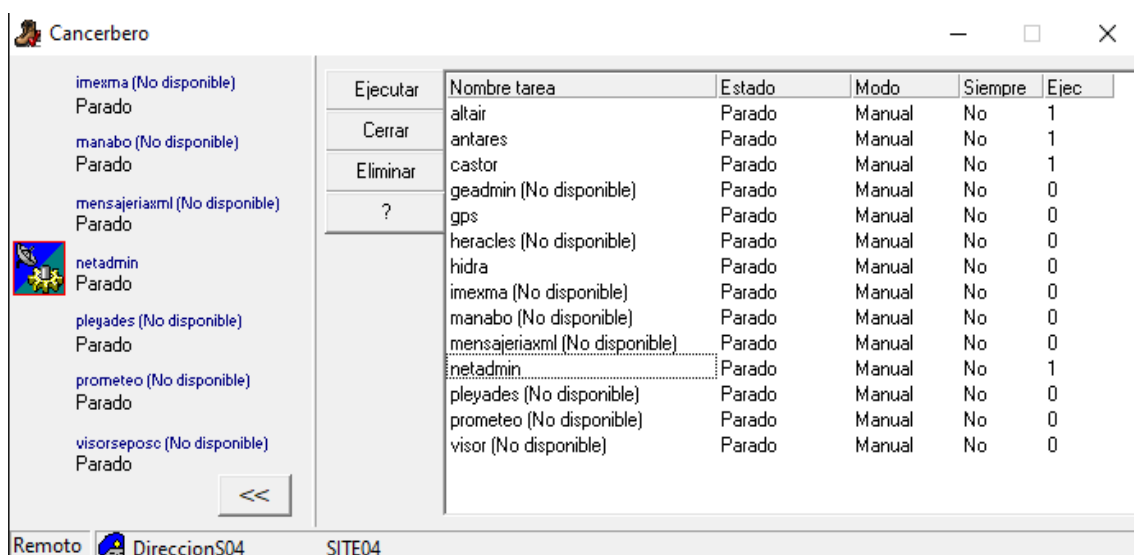 Cancerbero
imexma (No disponible)
Parado
manabo (No disponible)
Parado
mensajeriaxml (No disponible)
Parado
netadmin
Parado
pleyades (No disponible)
Parado
prometeo (No disponible)
Parado
visorseposc (No disponible)
Parado
<<
Ejecutar
Cerrar
Eliminar
?
Nombre tarea Estado Modo Siempre Ejec
altair Parado Manual No 1
antares Parado Manual No 1
castor Parado Manual No 1
geadmin (No disponible) Parado Manual No 0
gps Parado Manual No 0
heracles (No disponible) Parado Manual No 0
hidra Parado Manual No 0
imexma (No disponible) Parado Manual No 0
manabo (No disponible) Parado Manual No 0
mensajeriaxml (No disponible) Parado Manual No 0
netadmin Parado Manual No 1
pleyades (No disponible) Parado Manual No 0
prometeo (No disponible) Parado Manual No 0
visor (No disponible) Parado Manual No 0
Remoto DireccionS04 SITE04